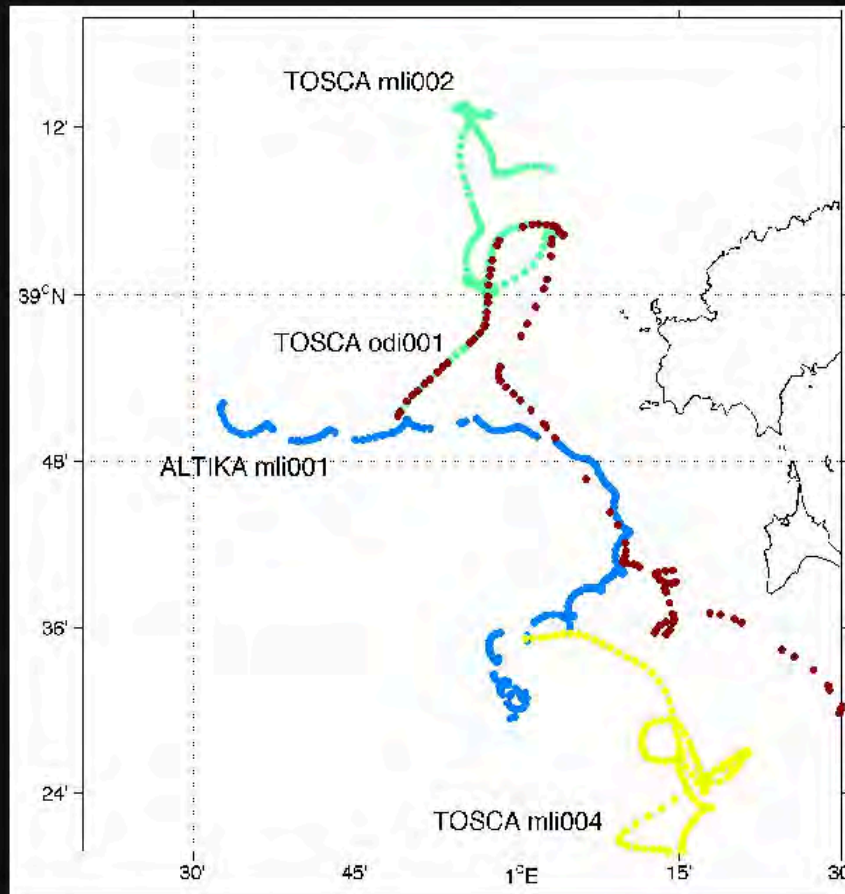 TOSCA mli002
12'
39°N
TOSCA odi001
48'
ALTIKA mli001
36'
24'
TOSCA mli004
30'
45'
1°E
15'
30